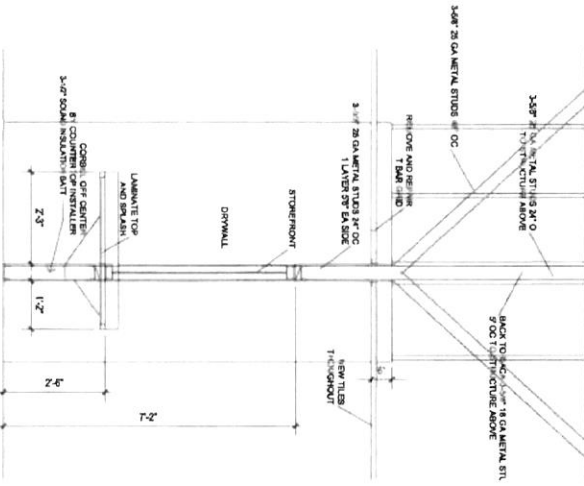 3-5/8" 25 GA METAL STUDS 24" O
TO STRUCTURE ABOVE
3-5/8" 25 GA METAL STUDS OC
BACK TO BACK 3-5/8" 18 GA METAL STU
5' OC TO STRUCTURE ABOVE
REMOVE AND REPAIR
T BAR GRID
NEW TILES
THROUGHOUT
25 GA METAL STUDS 24" OC
1 LAYER 5/8" EA SIDE
STOREFRONT
DRYWALL
LAMINATE TOP
AND SPLASH
CORBEL OFF CENTER
BY COUNTERTOP INSTALLER
3-1/2" SOUND INSULATION BATT
2'-3"
1'-2"
2'-6"
7'-2"